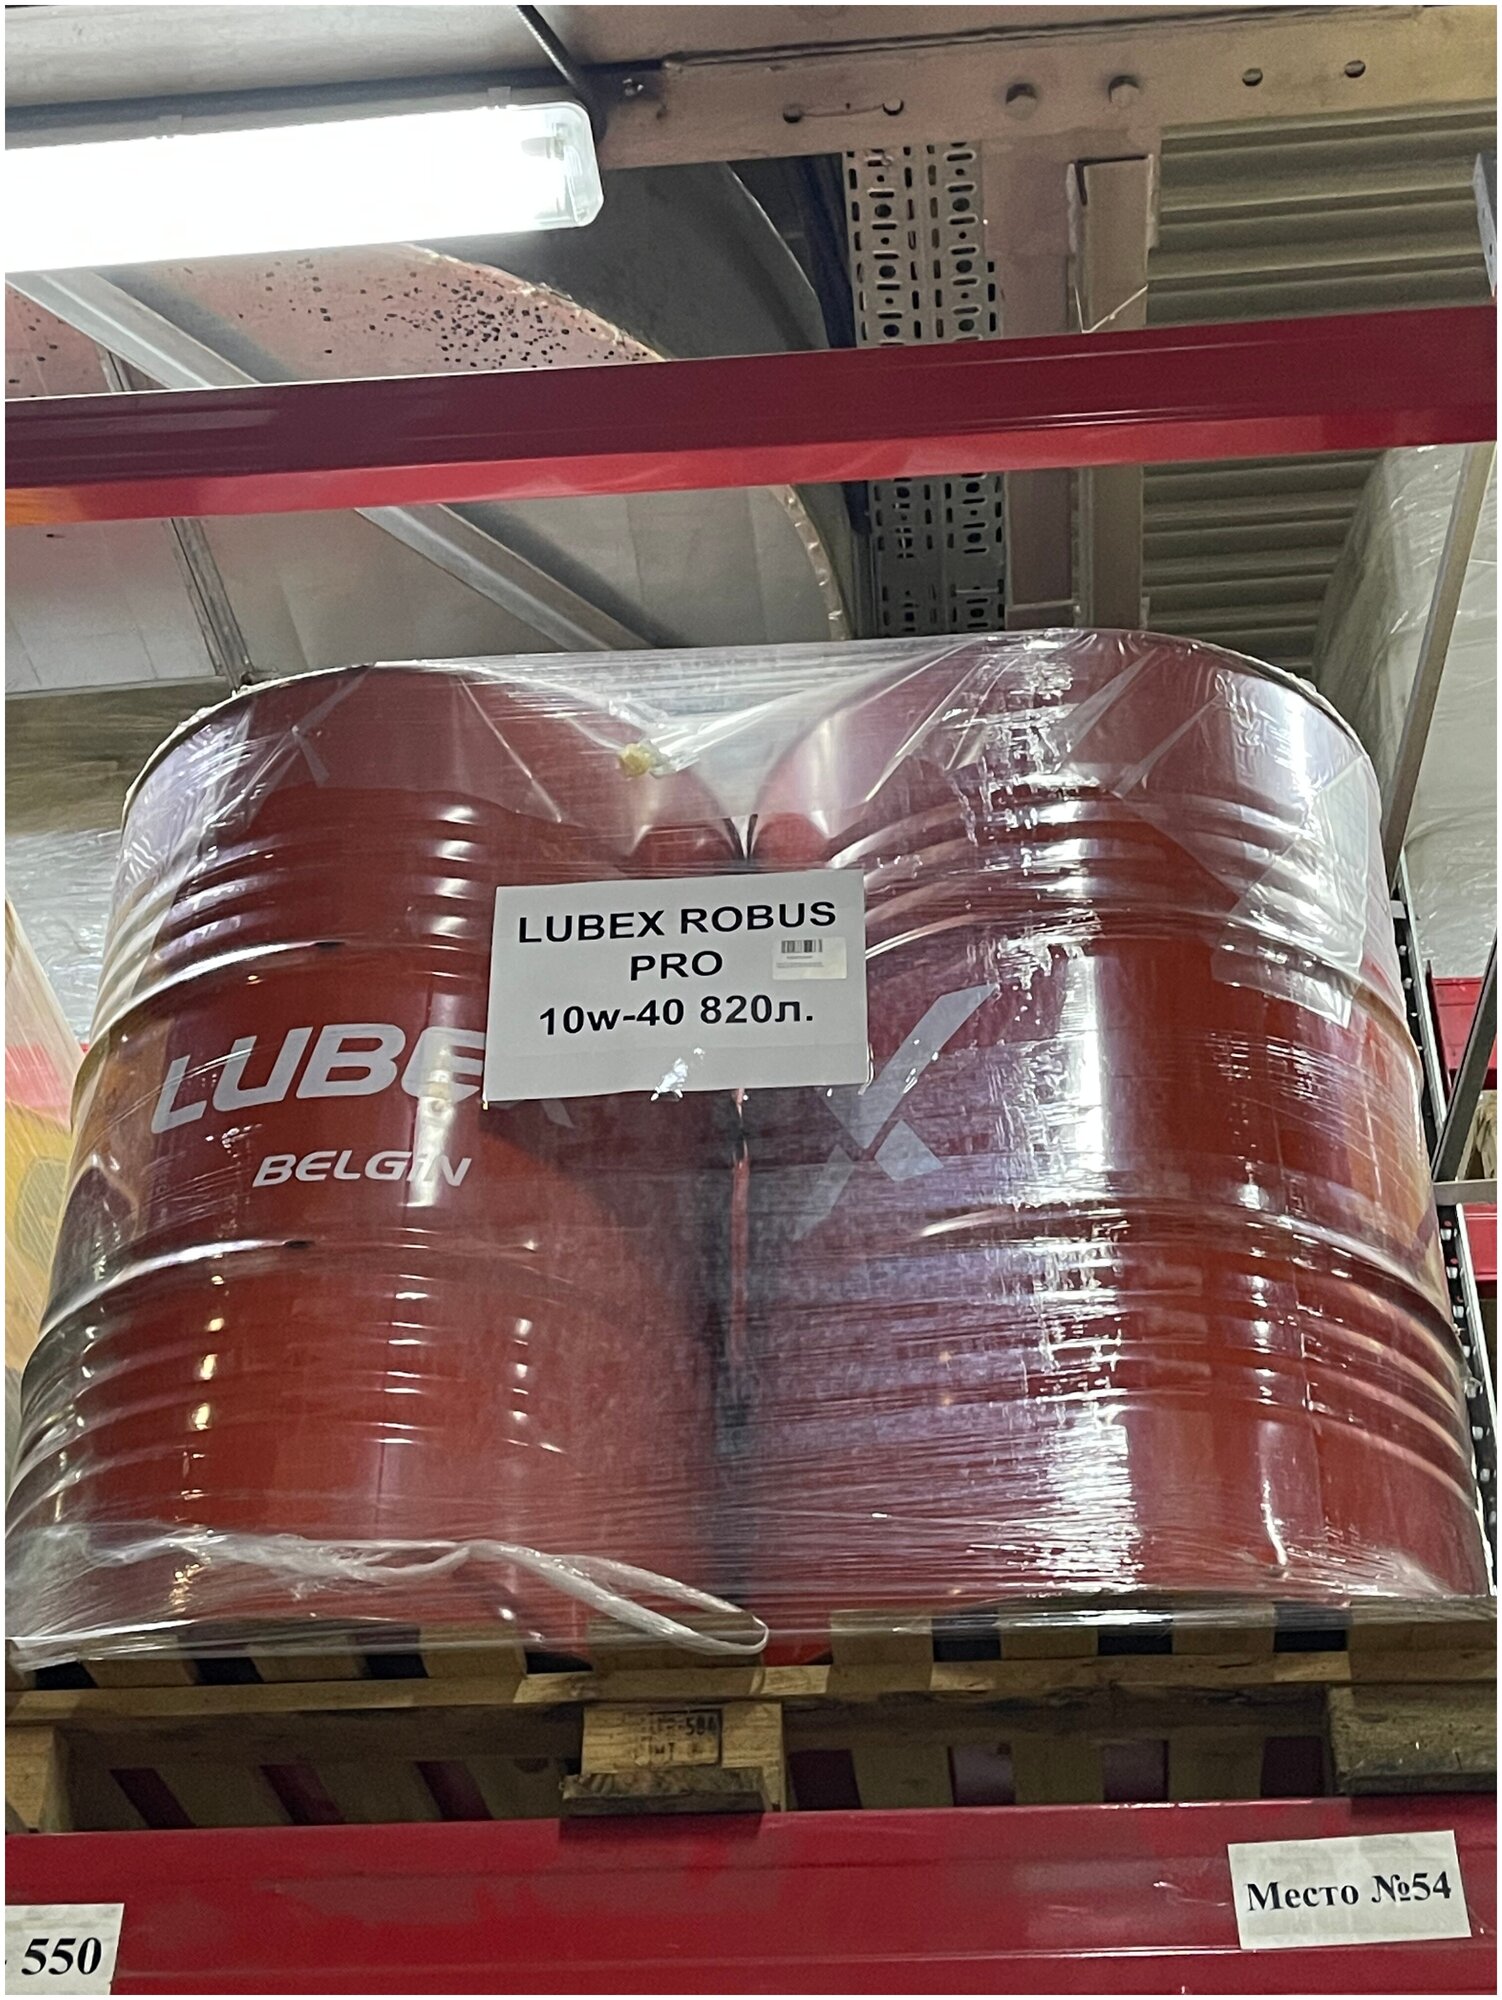 LUBEX ROBUS
PRO
10w-40 820л.
LUBE
BELGIN
Место №54
550